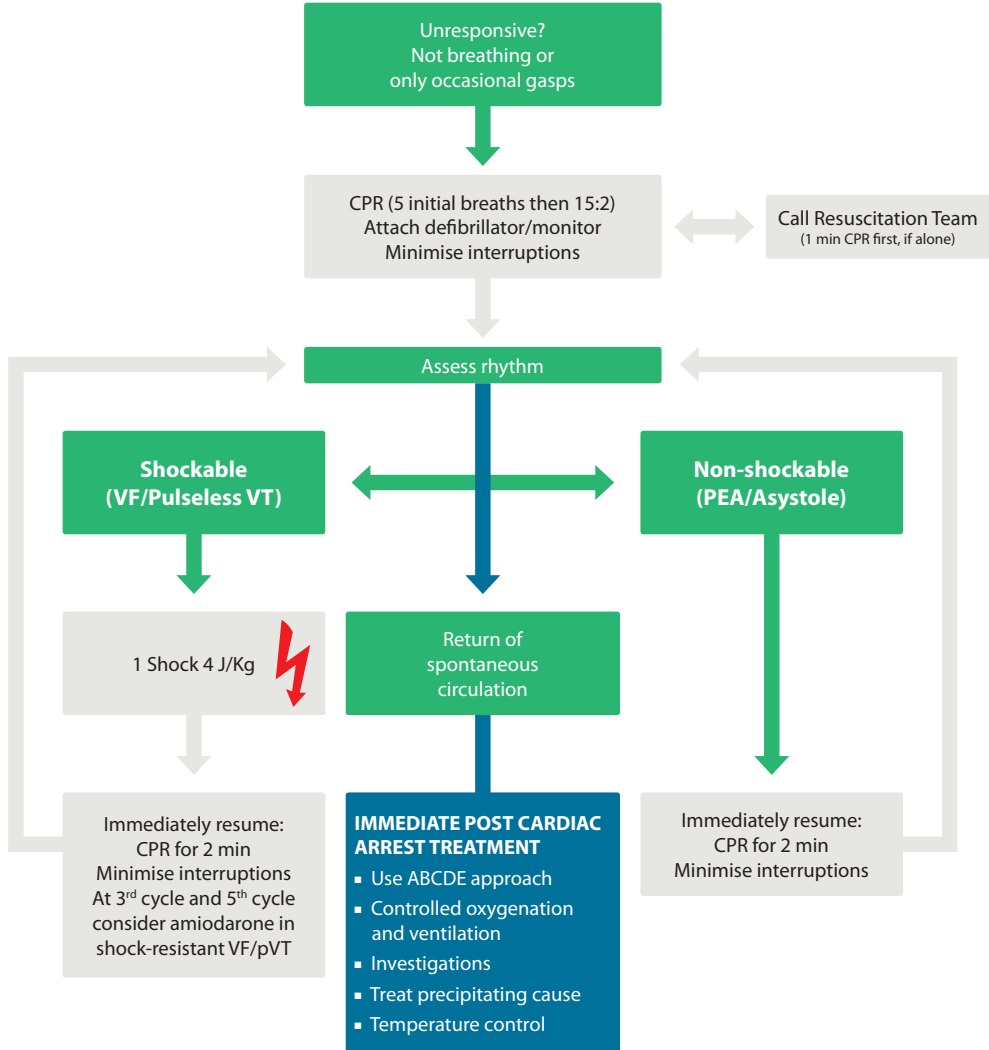 Unresponsive?
Not breathing or
only occasional gasps
CPR (5 initial breaths then 15:2)
Attach defibrillator/monitor
Minimise interruptions
Call Resuscitation Team
(1 min CPR first, if alone)
Assess rhythm
Shockable
(VF/Pulseless VT)
Non-shockable
(PEA/Asystole)
1 Shock 4 J/Kg
Return of
spontaneous
circulation
Immediately resume:
CPR for 2 min
Minimise interruptions
At 3rd cycle and 5th cycle
consider amiodarone in
shock-resistant VF/pVT
IMMEDIATE POST CARDIAC
ARREST TREATMENT
▪ Use ABCDE approach
▪ Controlled oxygenation
and ventilation
▪ Investigations
▪ Treat precipitating cause
▪ Temperature control
Immediately resume:
CPR for 2 min
Minimise interruptions